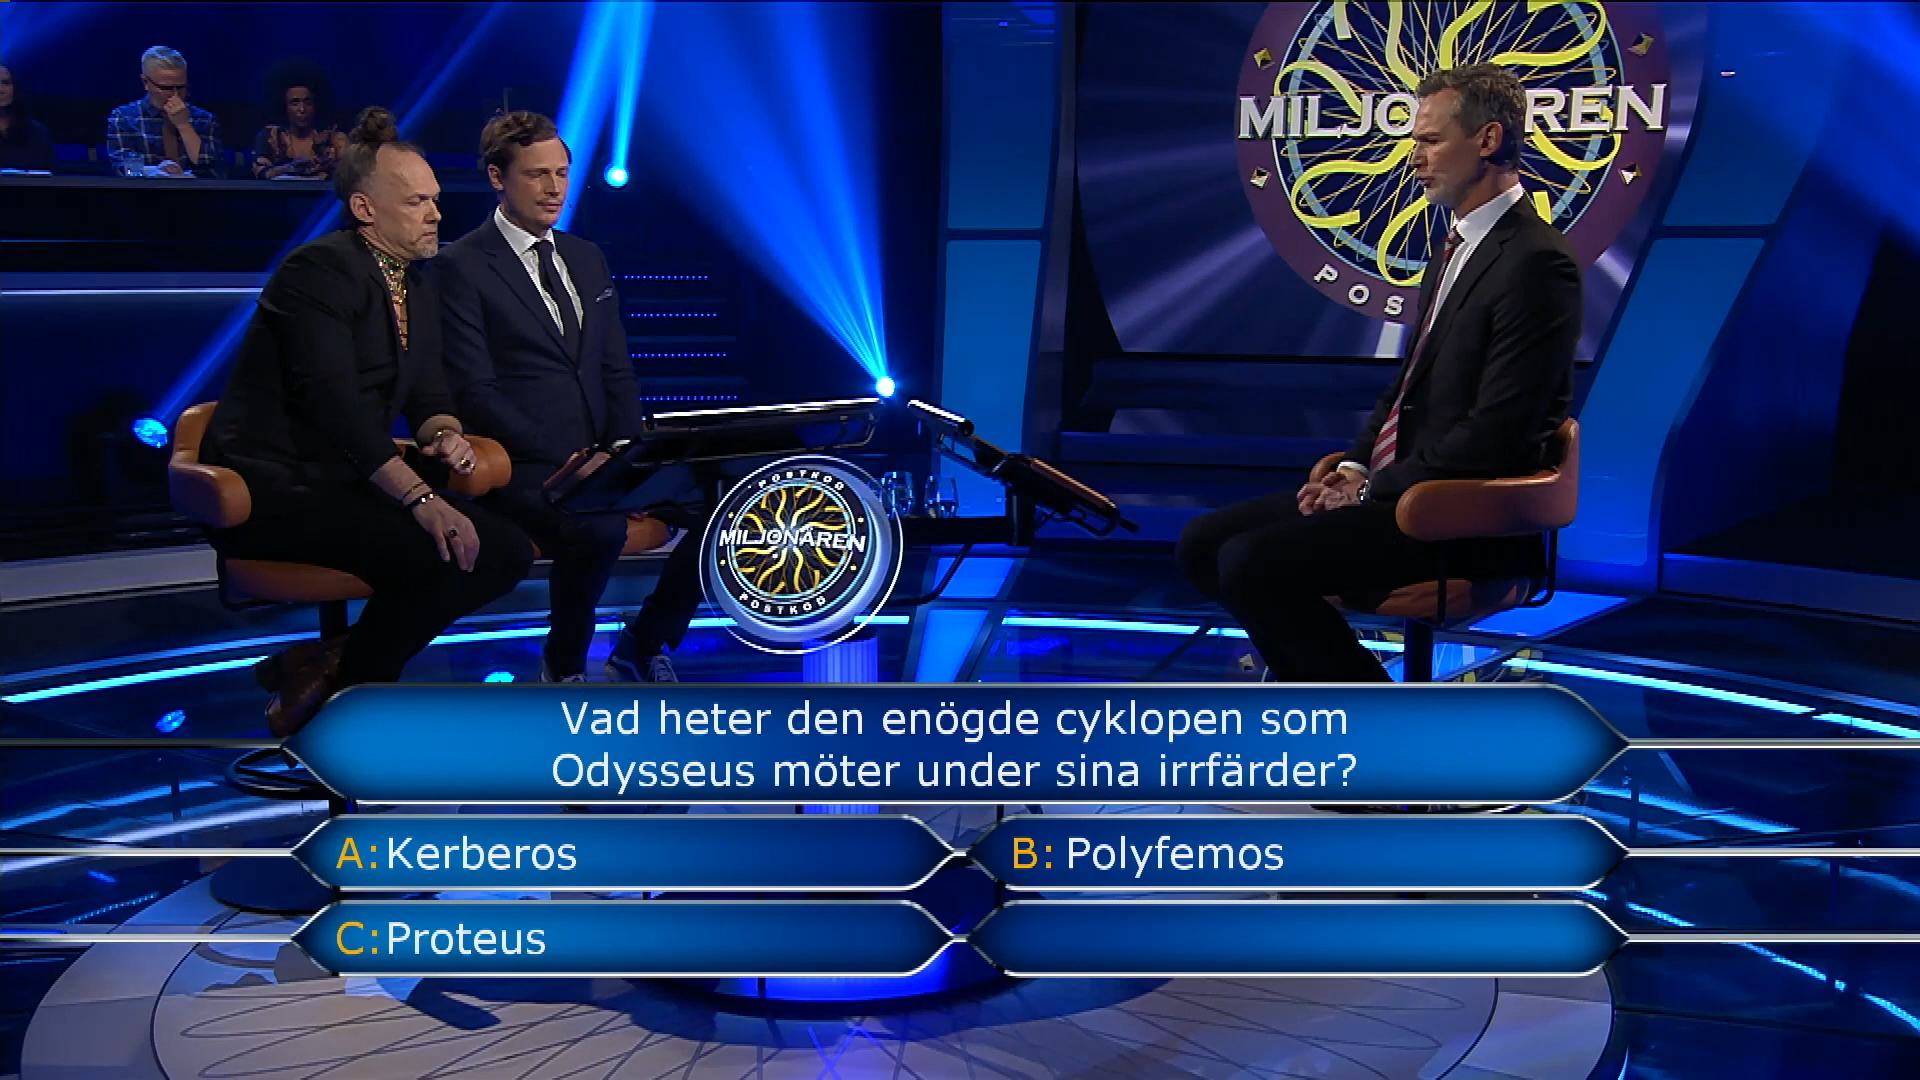 MILJO REN
POS
POSTKOD
MILJONÄREN
POSTKOD
Vad heter den enögde cyklopen som
Odysseus möter under sina irrfärder?
A: Kerberos
B: Polyfemos
C: Proteus